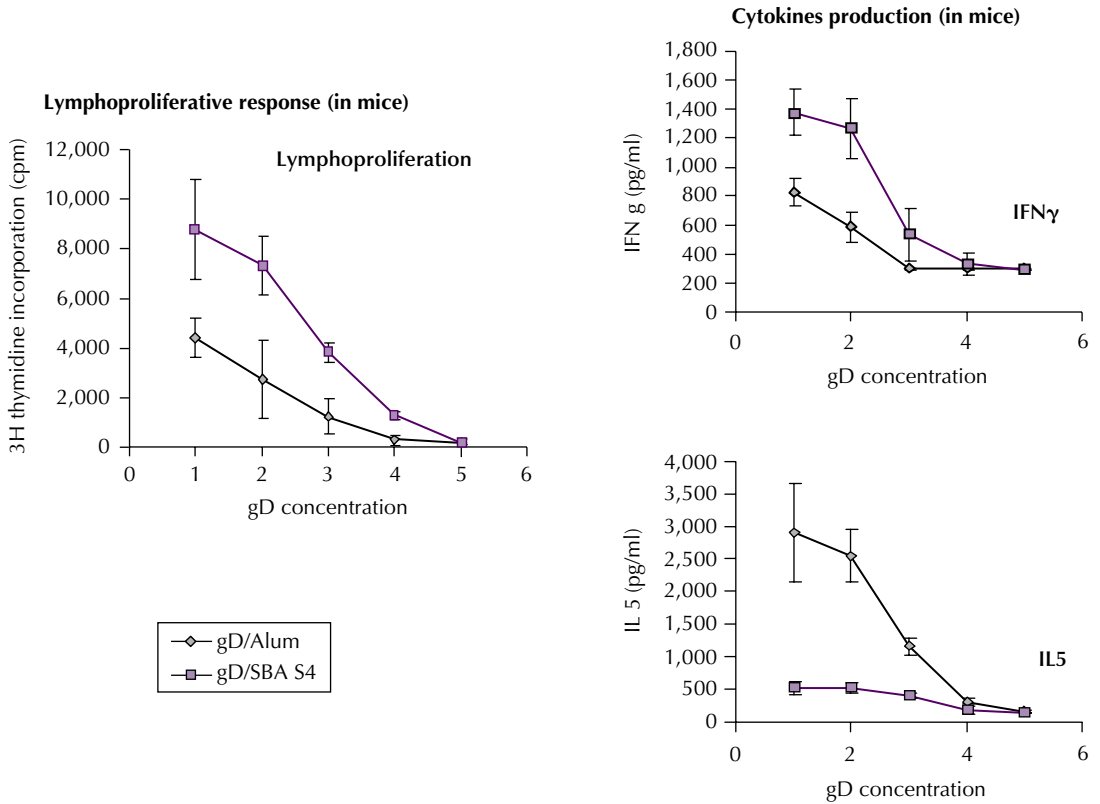 Lymphoproliferative response (in mice)
Lymphoproliferation
3H thymidine incorporation (cpm)
12,000
10,000
8,000
6,000
4,000
2,000
0
0 1 2 3 4 5 6
gD concentration
gD/Alum
gD/SBA S4
Cytokines production (in mice)
IFN g (pg/ml)
1,800
1,600
1,400
1,200
1,000
800
600
400
200
0
IFNγ
0 2 4 6
gD concentration
IL 5 (pg/ml)
4,000
3,500
3,000
2,500
2,000
1,500
1,000
500
0
IL5
0 2 4 6
gD concentration